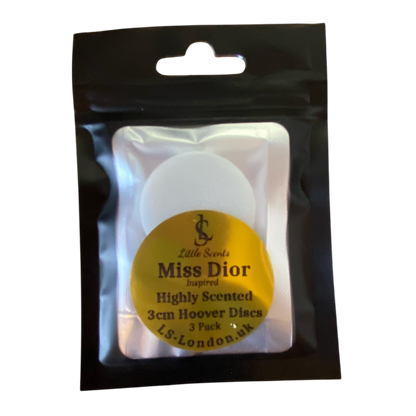 LS
Little Scents
Miss Dior
Inspired
Highly Scented
3cm Hoover Discs
3 Pack
LS-London.uk